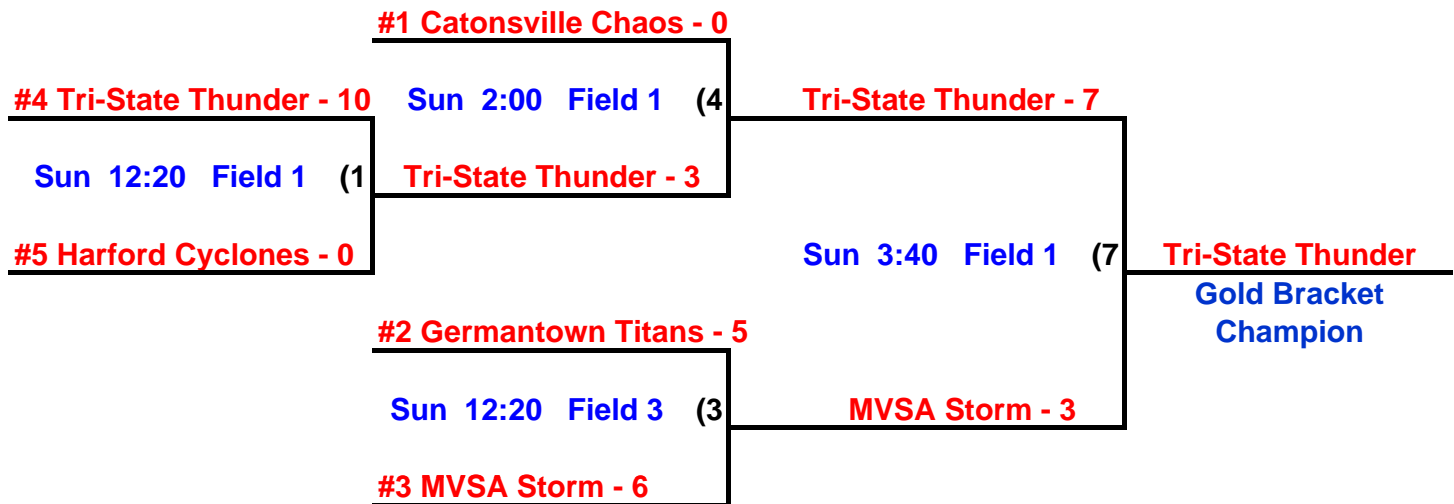 #1 Catonsville Chaos - 0
#4 Tri-State Thunder - 10
Sun 2:00 Field 1 (4
Tri-State Thunder - 7
Sun 12:20 Field 1 (1
Tri-State Thunder - 3
#5 Harford Cyclones - 0
Sun 3:40 Field 1 (7
Tri-State Thunder
Gold Bracket
Champion
#2 Germantown Titans - 5
Sun 12:20 Field 3 (3
MVSA Storm - 3
#3 MVSA Storm - 6